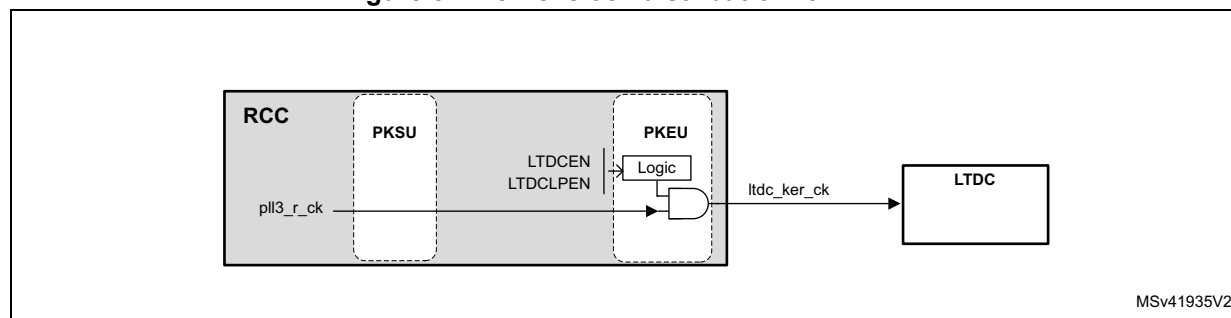 RCC
PKSU
PKEU
LTDCEN
LTDCLPEN
Logic
pll3_r_ck
ltdc_ker_ck
LTDC
MSv41935V2